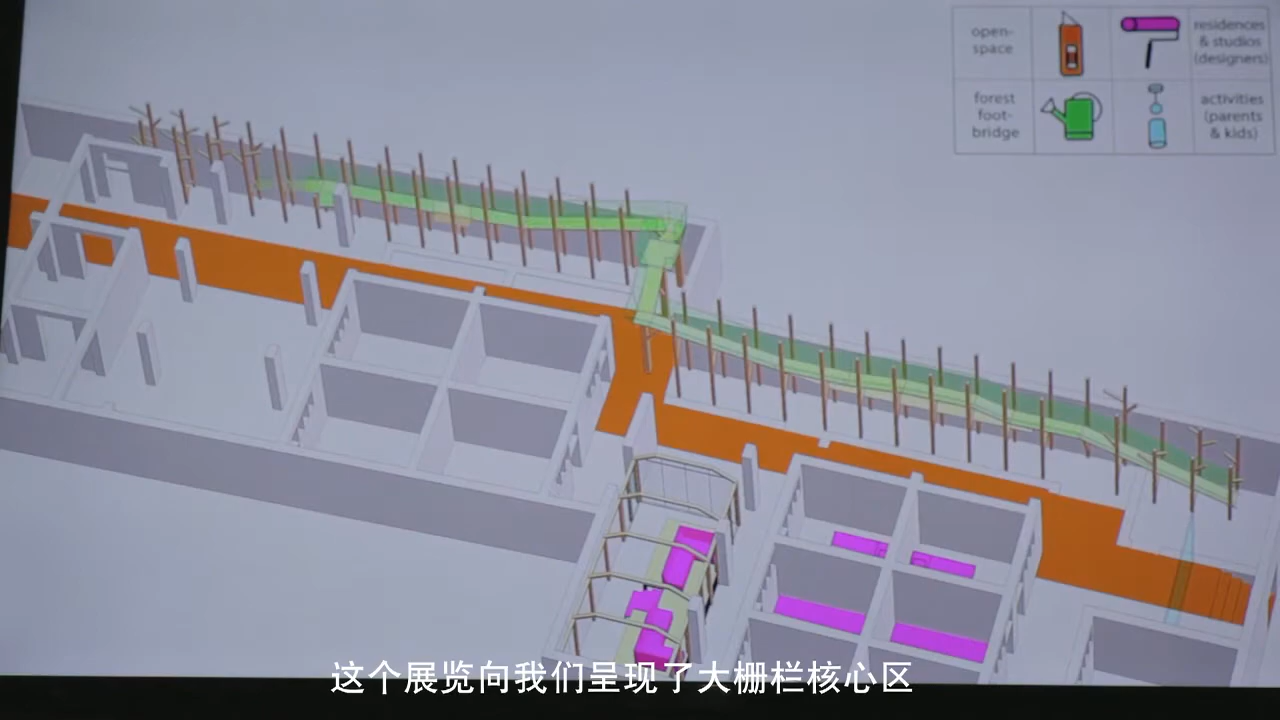 open-
space
residences
& studios
(designers)
forest
foot-
bridge
activities
(parents
& kids)
这个展览向我们呈现了大栅栏核心区